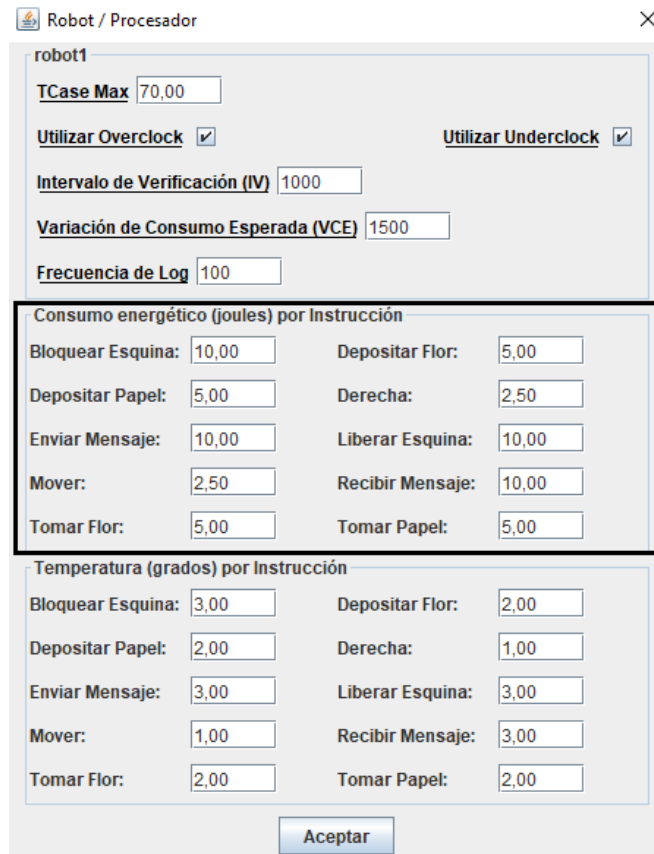 Robot / Procesador
robot1
TCase Max 70,00
Utilizar Overclock Utilizar Underclock
Intervalo de Verificación (IV) 1000
Variación de Consumo Esperada (VCE) 1500
Frecuencia de Log 100
Consumo energético (joules) por Instrucción
Bloquear Esquina: 10,00 Depositar Flor: 5,00
Depositar Papel: 5,00 Derecha: 2,50
Enviar Mensaje: 10,00 Liberar Esquina: 10,00
Mover: 2,50 Recibir Mensaje: 10,00
Tomar Flor: 5,00 Tomar Papel: 5,00
Temperatura (grados) por Instrucción
Bloquear Esquina: 3,00 Depositar Flor: 2,00
Depositar Papel: 2,00 Derecha: 1,00
Enviar Mensaje: 3,00 Liberar Esquina: 3,00
Mover: 1,00 Recibir Mensaje: 3,00
Tomar Flor: 2,00 Tomar Papel: 2,00
Aceptar